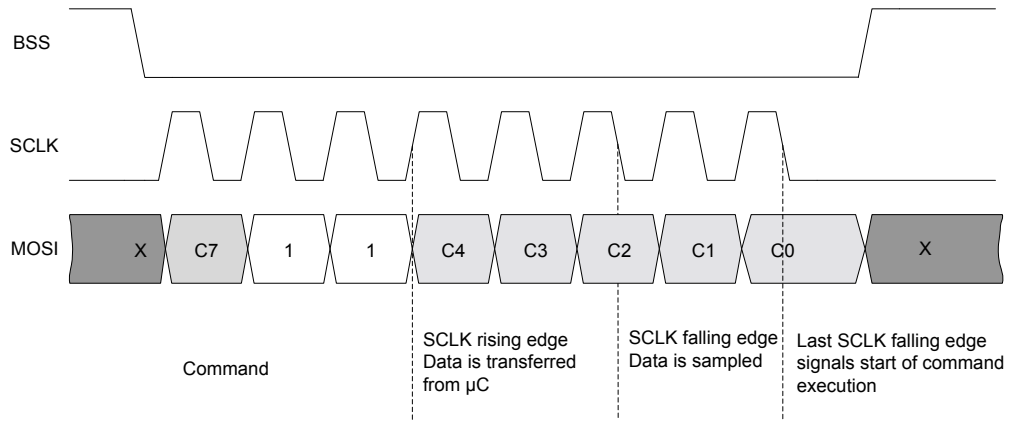 BSS
SCLK
MOSI X C7 1 1 C4 C3 C2 C1 C0 X
Command
SCLK rising edge
Data is transferred
from µC
SCLK falling edge
Data is sampled
Last SCLK falling edge
signals start of command
execution